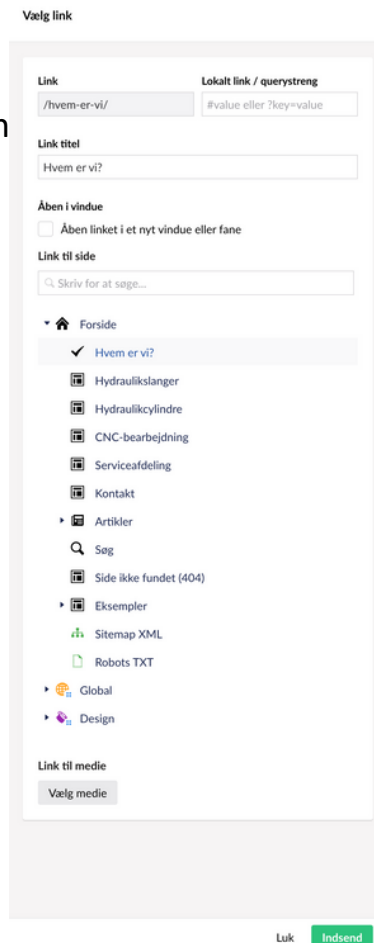 Vælg link
Link Lokalt link / querystreng
/hvem-er-vi/ #value eller ?key=value
Link titel
Hvem er vi?
Åben i vindue
Åben linket i et nyt vindue eller fane
Link til side
Skriv for at søge...
Forside
Hvem er vi?
Hydraulikslanger
Hydraulikcylindre
CNC-bearbejdning
Serviceafdeling
Kontakt
Artikler
Søg
Side ikke fundet (404)
Eksempler
Sitemap XML
Robots TXT
Global
Design
Link til medie
Vælg medie
Luk Indsend